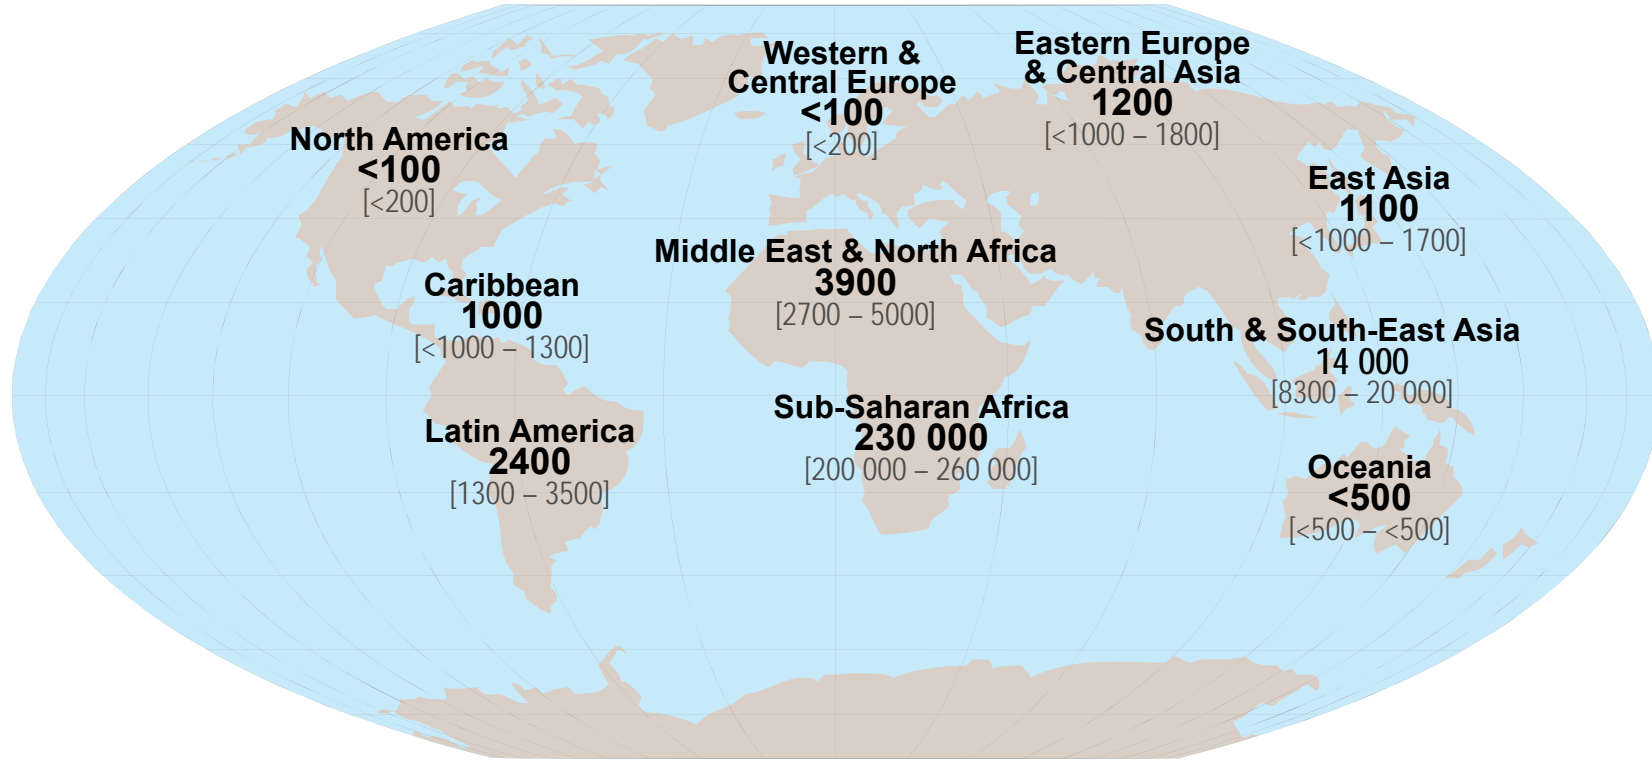 Western &
Central Europe
<100
[<200]
Eastern Europe
& Central Asia
1200
[<1000 – 1800]
North America
<100
[<200]
East Asia
1100
[<1000 – 1700]
Middle East & North Africa
3900
[2700 – 5000]
Caribbean
1000
[<1000 – 1300]
South & South-East Asia
14 000
[8300 – 20 000]
Sub-Saharan Africa
230 000
[200 000 – 260 000]
Latin America
2400
[1300 – 3500]
Oceania
<500
[<500 – <500]